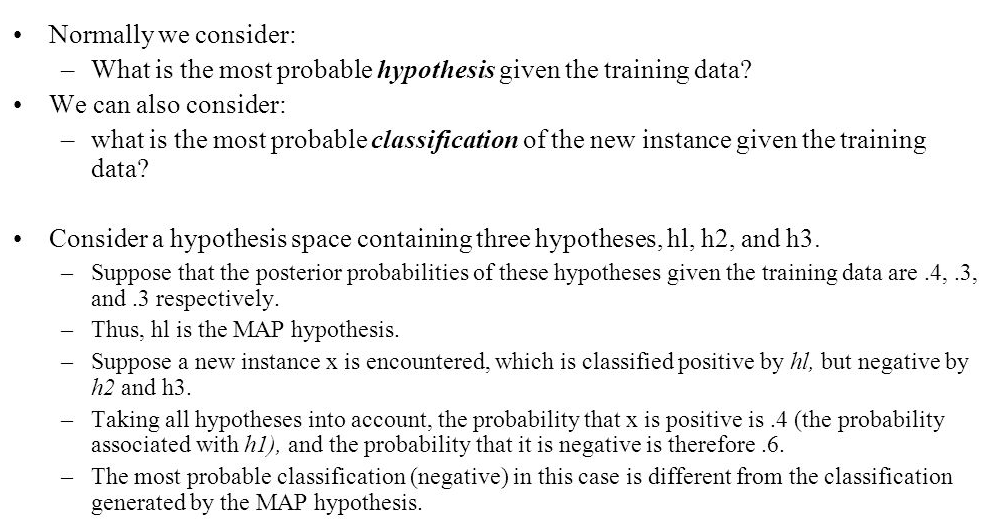 • Normally we consider:
– What is the most probable hypothesis given the training data?
• We can also consider:
– what is the most probable classification of the new instance given the training
data?
• Consider a hypothesis space containing three hypotheses, hl, h2, and h3.
– Suppose that the posterior probabilities of these hypotheses given the training data are .4, .3,
and .3 respectively.
– Thus, hl is the MAP hypothesis.
– Suppose a new instance x is encountered, which is classified positive by hl, but negative by
h2 and h3.
– Taking all hypotheses into account, the probability that x is positive is .4 (the probability
associated with h1), and the probability that it is negative is therefore .6.
– The most probable classification (negative) in this case is different from the classification
generated by the MAP hypothesis.